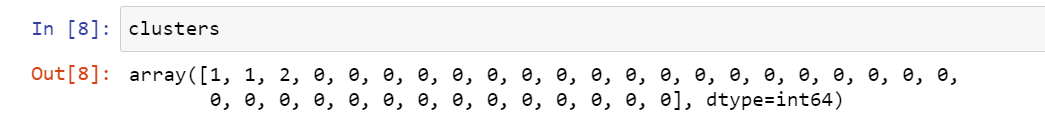 In [8]: clusters
Out[8]: array([1, 1, 2, 0, 0, 0, 0, 0, 0, 0, 0, 0, 0, 0, 0, 0, 0, 0, 0, 0, 0, 0,
0, 0, 0, 0, 0, 0, 0, 0, 0, 0, 0, 0, 0, 0], dtype=int64)